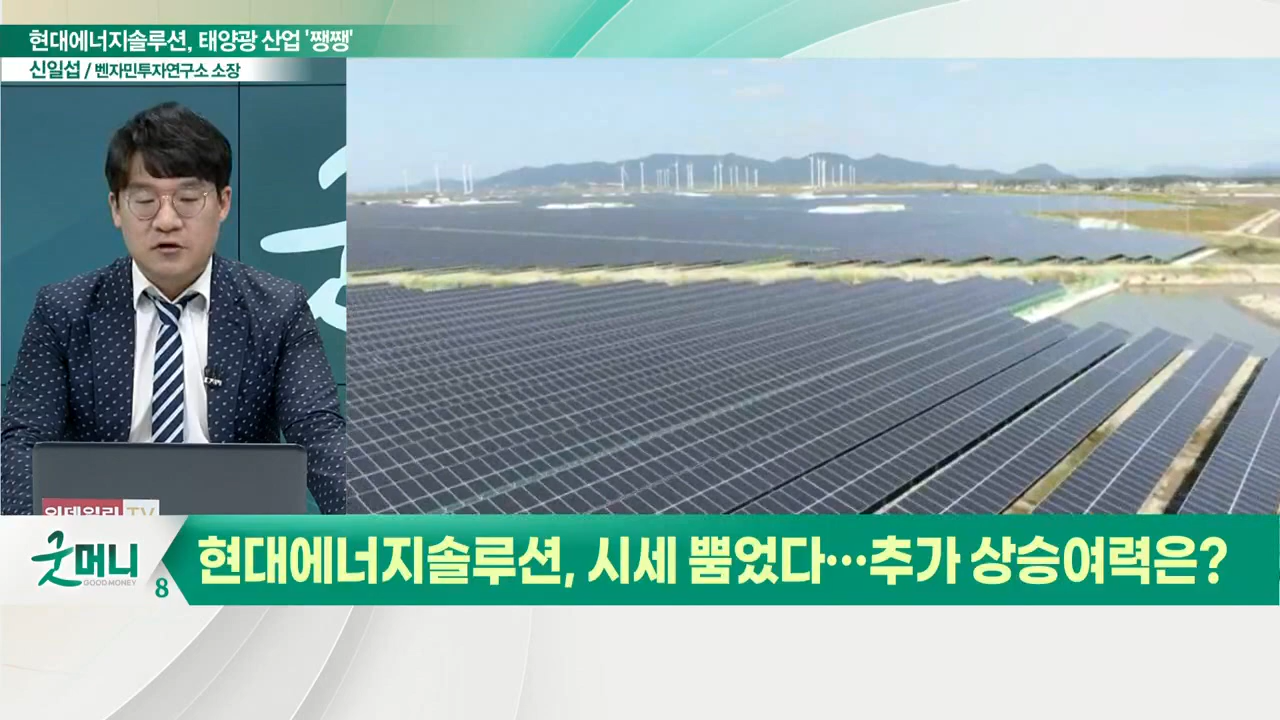 현대에너지솔루션, 태양광 산업 '쨍쨍'
신일섭 / 벤자민투자연구소 소장
TV
굿머니
GOOD MONEY
8
현대에너지솔루션, 시세 뿜었다…추가 상승여력은?